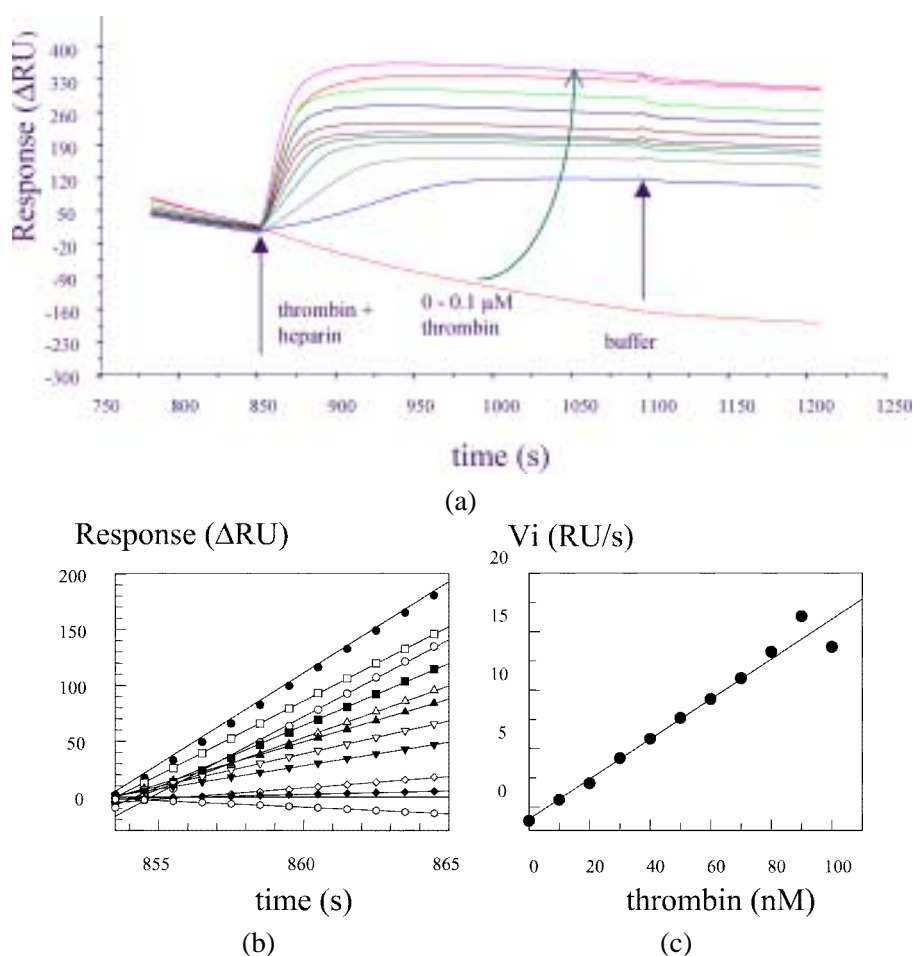 Response (ΔRU)
400
330
260
190
120
50
-20
-90
-160
-230
-300
thrombin +
heparin
0 - 0.1 µM
thrombin
buffer
750 800 850 900 950 1000 1050 1100 1150 1200 1250
time (s)
(a)
Response (ΔRU)
200
150
100
50
0
855 860 865
time (s)
(b)
Vi (RU/s)
20
15
10
5
0
0 20 40 60 80 100
thrombin (nM)
(c)